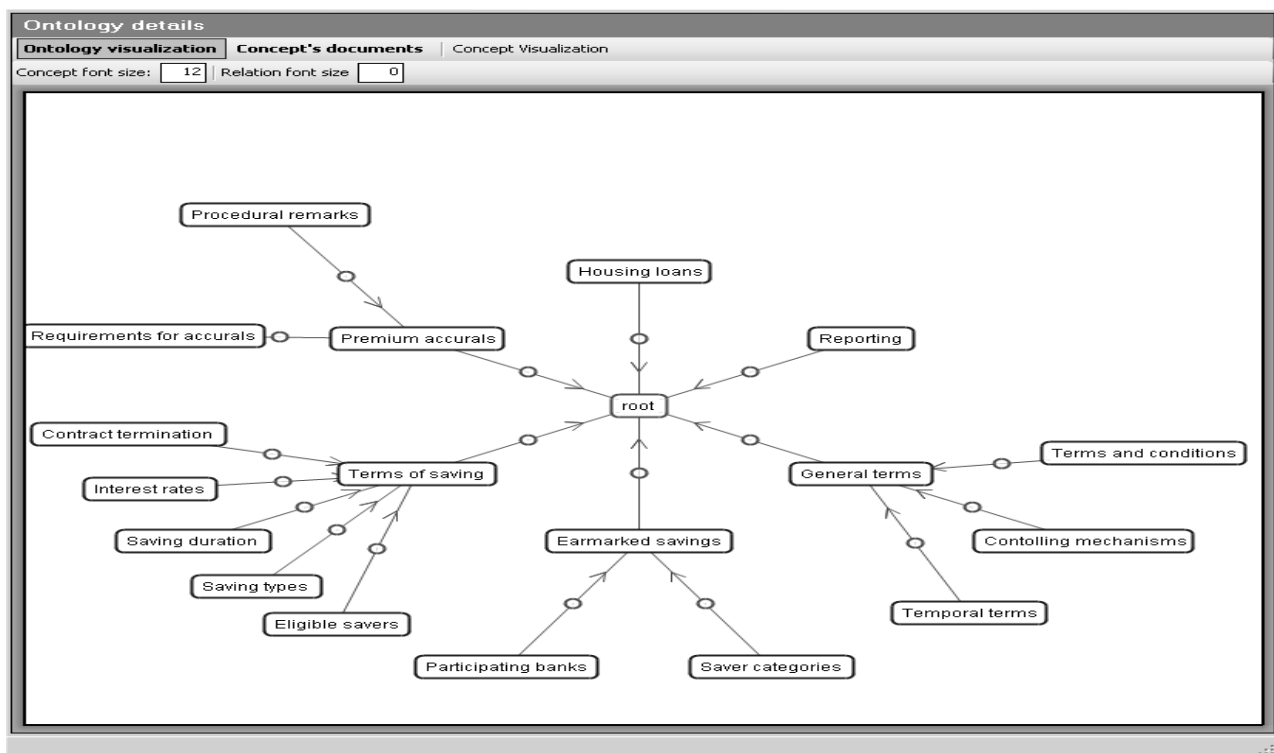 Ontology details
Ontology visualization Concept's documents Concept Visualization
Concept font size: 12 Relation font size 0
Procedural remarks
Housing loans
Requirements for accurals
Premium accurals
Reporting
root
Contract termination
Terms and conditions
Terms of saving
General terms
Interest rates
Saving duration
Earmarked savings
Contolling mechanisms
Saving types
Temporal terms
Eligible savers
Participating banks
Saver categories